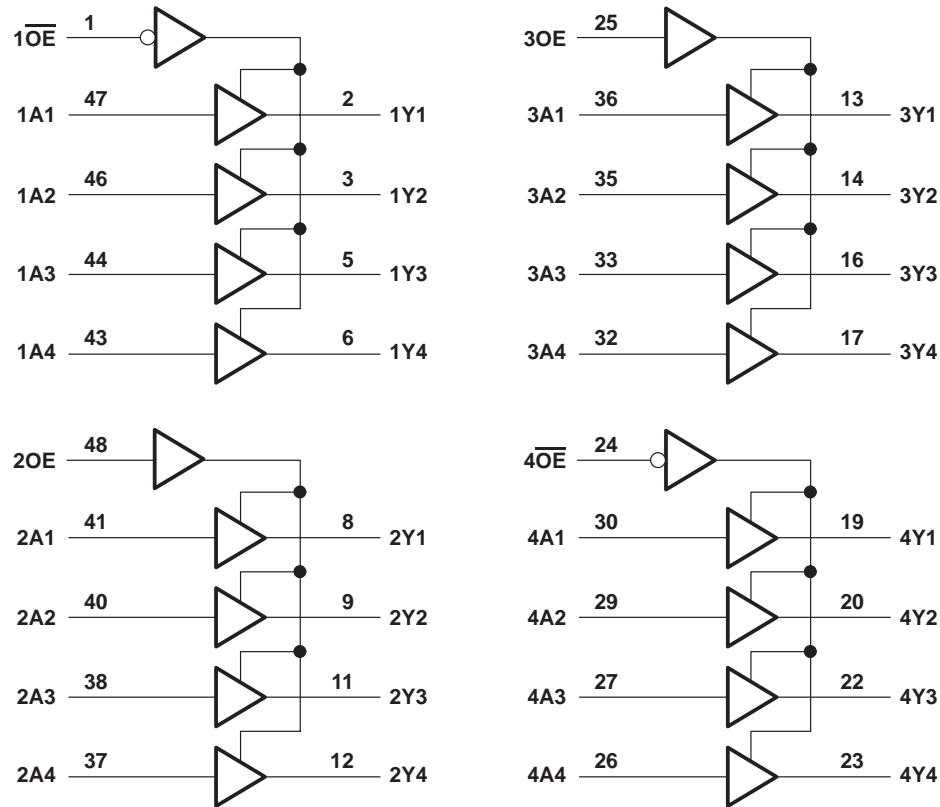 1O̅E̅ 1
1A1 47 2 1Y1
1A2 46 3 1Y2
1A3 44 5 1Y3
1A4 43 6 1Y4
3OE 25
3A1 36 13 3Y1
3A2 35 14 3Y2
3A3 33 16 3Y3
3A4 32 17 3Y4
2OE 48
2A1 41 8 2Y1
2A2 40 9 2Y2
2A3 38 11 2Y3
2A4 37 12 2Y4
4O̅E̅ 24
4A1 30 19 4Y1
4A2 29 20 4Y2
4A3 27 22 4Y3
4A4 26 23 4Y4